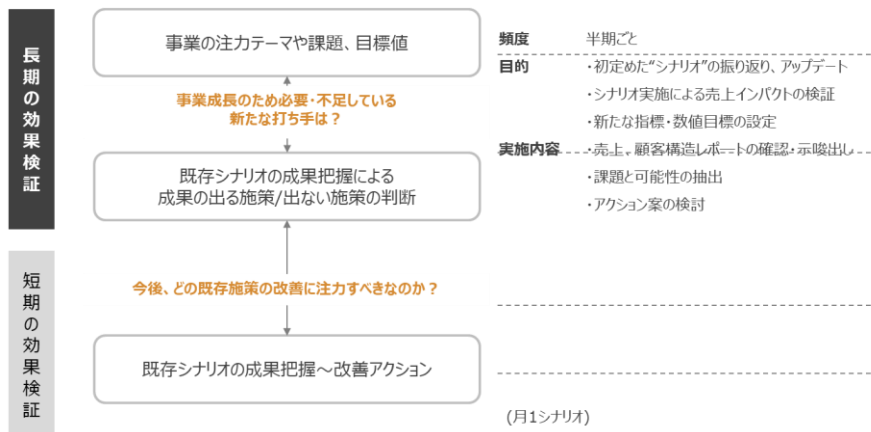 長期の効果検証
事業の注力テーマや課題、目標値
事業成長のため必要・不足している
新たな打ち手は？
既存シナリオの成果把握による
成果の出る施策/出ない施策の判断
頻度 半期ごと
目的 ・初定めた“シナリオ”の振り返り、アップデート
・シナリオ実施による売上インパクトの検証
・新たな指標・数値目標の設定
実施内容 ・売上、顧客構造レポートの確認・示唆出し
・課題と可能性の抽出
・アクション案の検討
今後、どの既存施策の改善に注力すべきなのか？
短期の効果検証
既存シナリオの成果把握～改善アクション
(月1シナリオ)